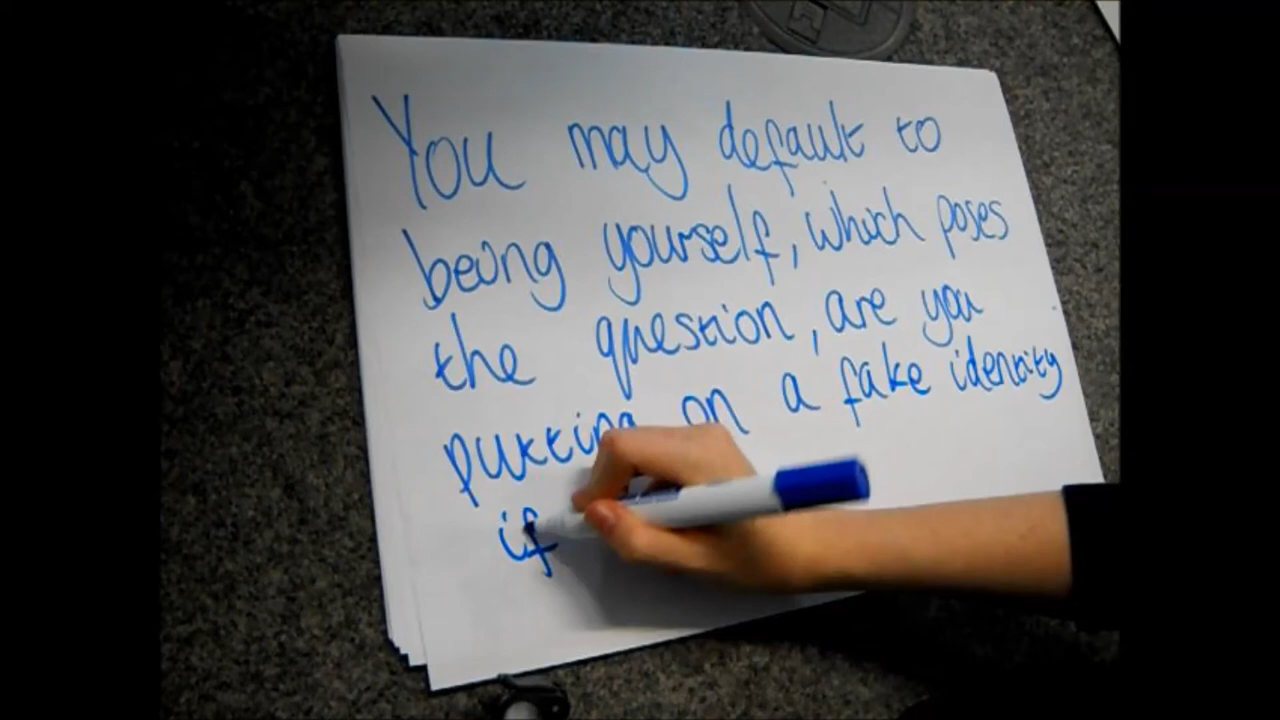 You may default to
being yourself, which poses
the question, are you
putting on a fake identity
if